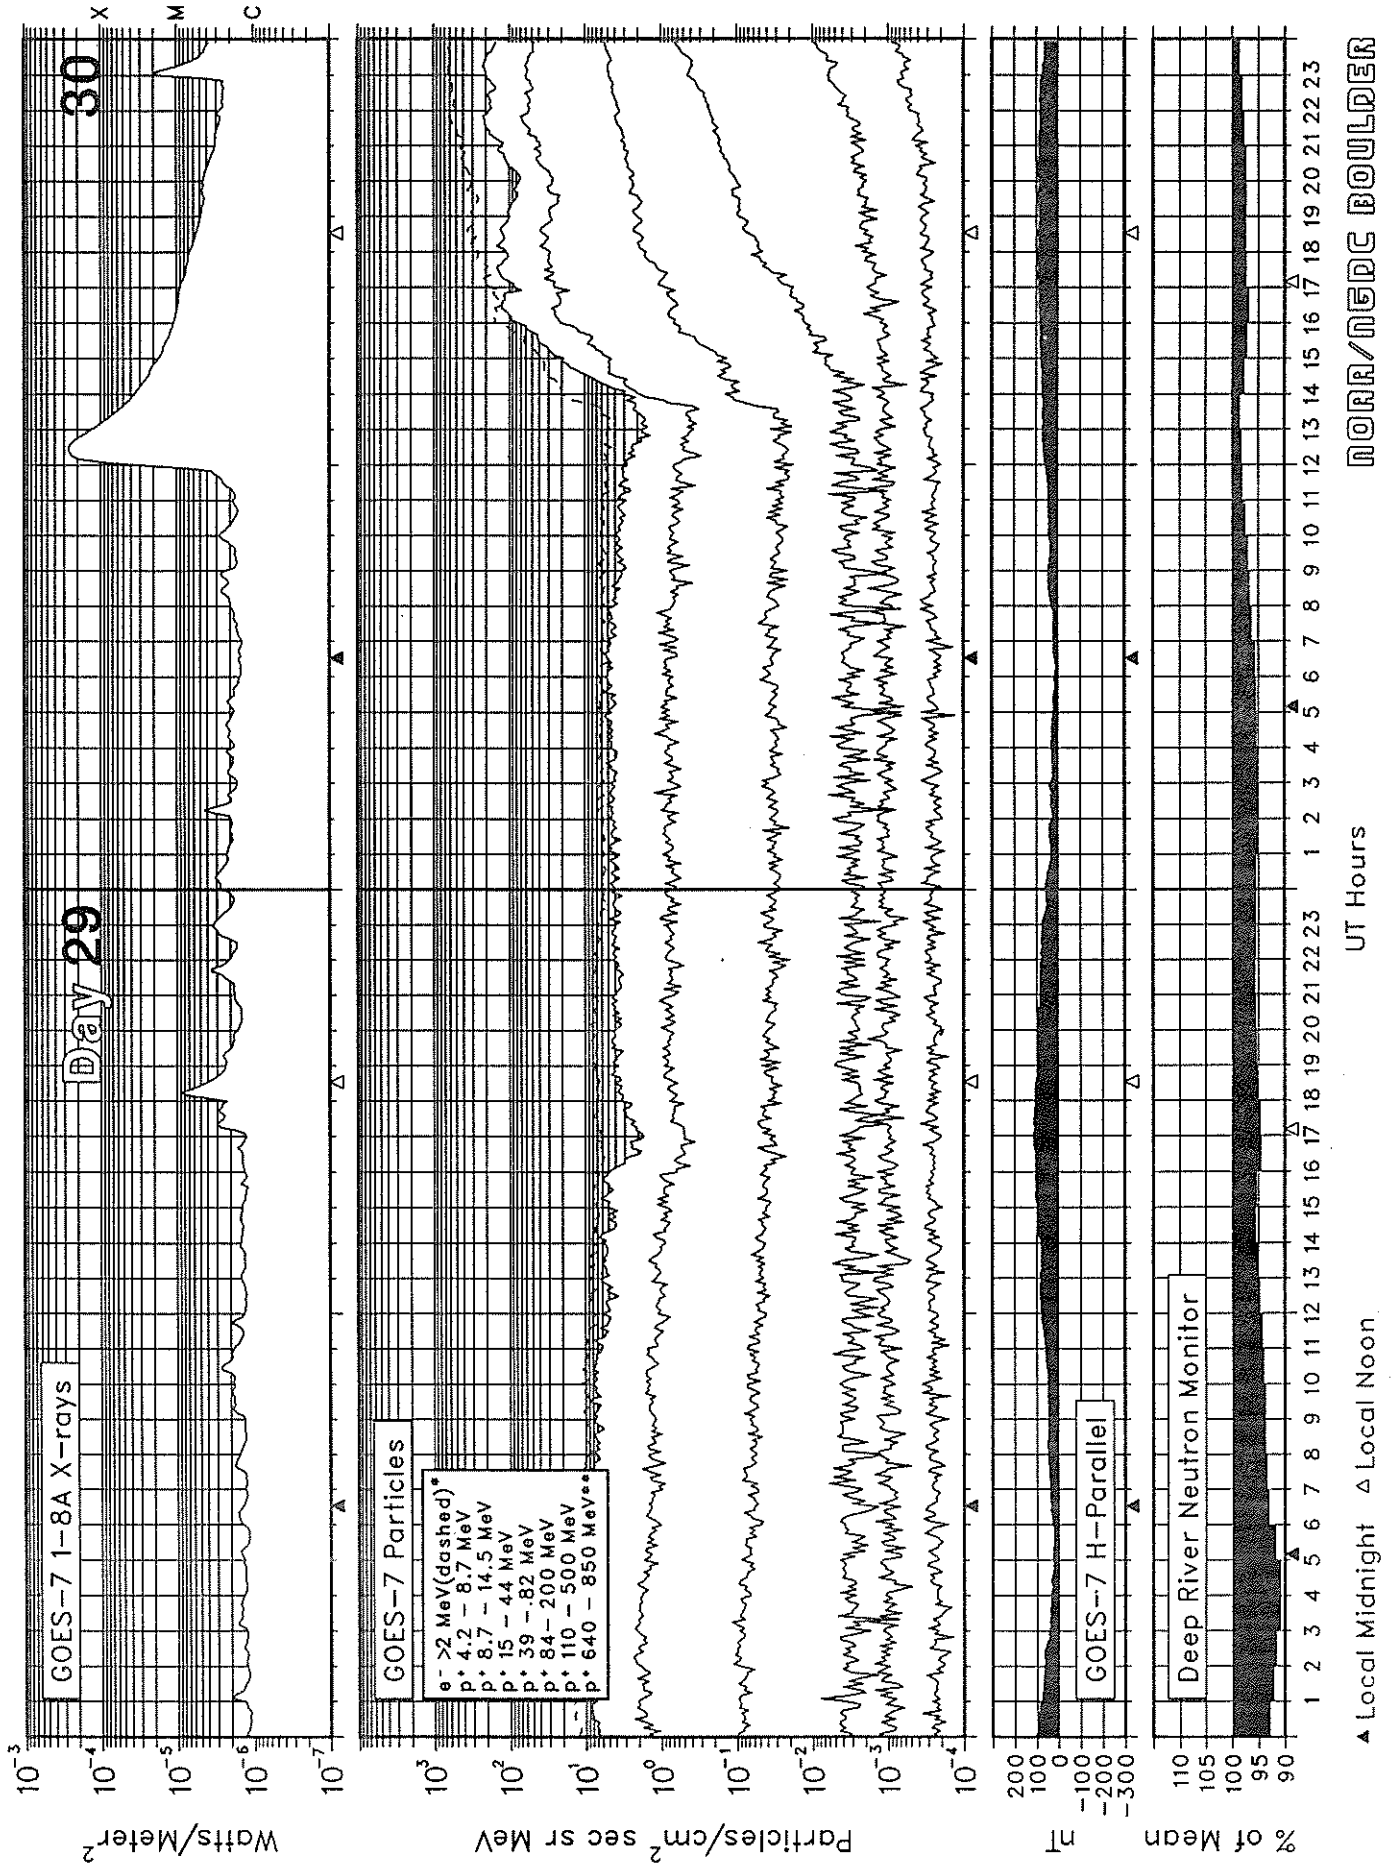 Day 29
30
GOES-7 1-8A X-rays
10⁻³
10⁻⁴
10⁻⁵
10⁻⁶
10⁻⁷
Watts/Meter²
X
M
C
GOES-7 Particles
e⁻ >2 MeV(dashed)*
p⁺ 4.2 - 8.7 MeV
p⁺ 8.7 - 14.5 MeV
p⁺ 15 - 44 MeV
p⁺ 39 - 82 MeV
p⁺ 84- 200 MeV
p⁺ 110 - 500 MeV
p⁺ 640 - 850 MeV**
10³
10²
10¹
10⁰
10⁻¹
10⁻²
10⁻³
10⁻⁴
Particles/cm² sec sr MeV
GOES-7 H-Parallel
200
100
0
-100
-200
-300
nT
Deep River Neutron Monitor
110
100
90
% of Mean
1 2 3 4 5 6 7 8 9 10 11 12 13 14 15 16 17 18 19 20 21 22 23 1 2 3 4 5 6 7 8 9 10 11 12 13 14 15 16 17 18 19 20 21 22 23
▲ Local Midnight △ Local Noon
UT Hours
NOAA/NGDC BOULDER